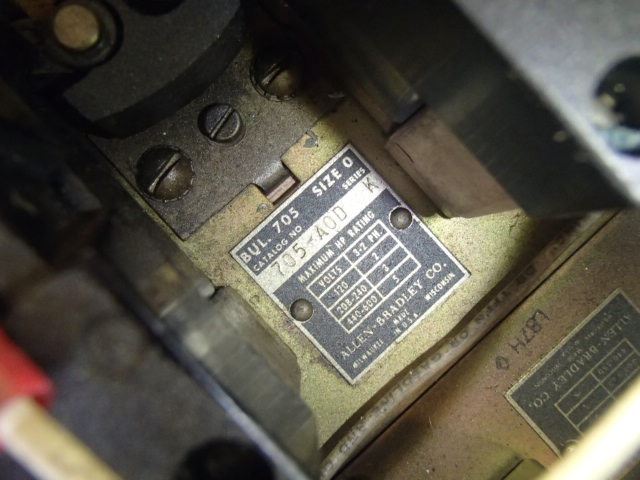 BUL. 705 SIZE 0
CATALOG NO. SERIES
705-AOD K
MAXIMUM HP RATING
VOLTS 3-2 PH.
120 2
208-240 3
440-600 5
ALLEN-BRADLEY CO.
MILWAUKEE MADE IN U.S.A. WISCONSIN
L87H
ALLEN-BRADLEY CO.